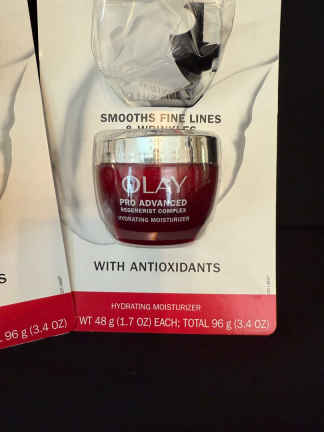 SMOOTHS FINE LINES
& WRINKLES
OLAY
PRO ADVANCED
REGENERIST COMPLEX
HYDRATING MOISTURIZER
WITH ANTIOXIDANTS
S
HYDRATING MOISTURIZER
WT 48 g (1.7 OZ) EACH; TOTAL 96 g (3.4 OZ)
96 g (3.4 OZ)